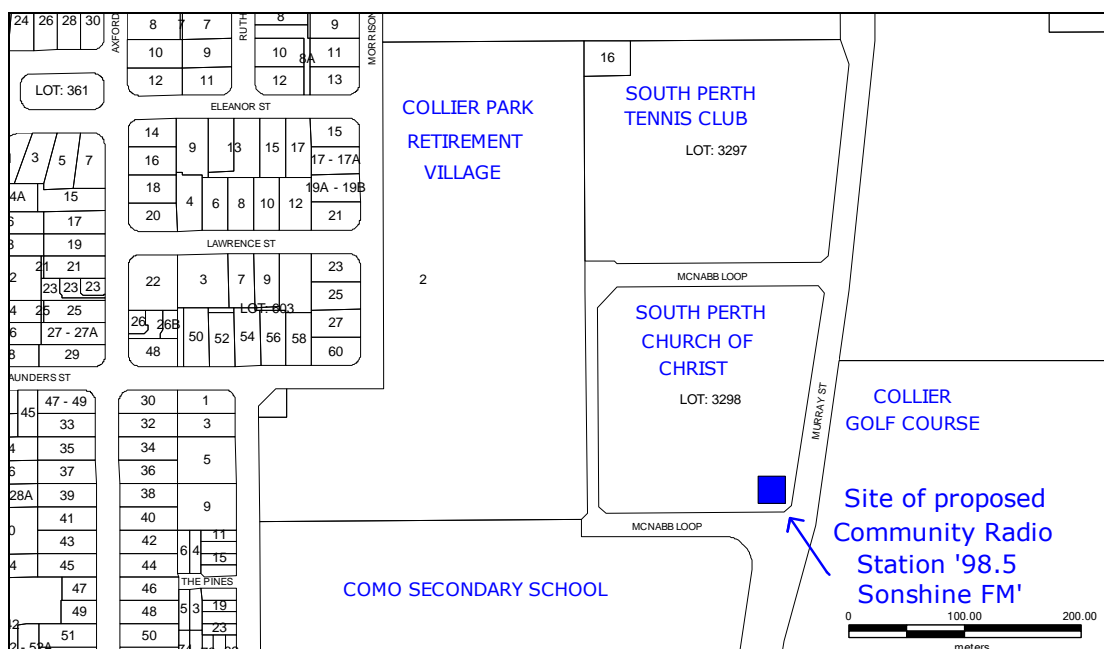 24 26 28 30
AXFORD
8 7 7
RUTH
8
9
MORRISON
10 9
10 8A 11
12 11
12 13
16
LOT: 361
ELEANOR ST
COLLIER PARK
RETIREMENT
VILLAGE
SOUTH PERTH
TENNIS CLUB
LOT: 3297
3 5 7
14 9 13 15 17 15
16 17 - 17A
4A 15
18 4 6 8 10 12 19A - 19B
20 21
17
19
LAWRENCE ST
21 21
23 23 23
25 25
27 - 27A
29
22 3 7 9 23
25
LOT: 603
26 26B 50 52 54 56 58 27
48 60
2
MCNABB LOOP
SOUTH PERTH
CHURCH OF
CHRIST
LOT: 3298
MURRAY ST
COLLIER
GOLF COURSE
AUNDERS ST
45 47 - 49
33
35
37
28A 39
41
43
45
47
49
51
52A
30 1
32 3
34
36 5
38
40 9
42 6 4 11
44 15
THE PINES
46
48 5 3 19
50 23
MCNABB LOOP
COMO SECONDARY SCHOOL
Site of proposed
Community Radio
Station '98.5
Sonshine FM'
0 100.00 200.00
meters